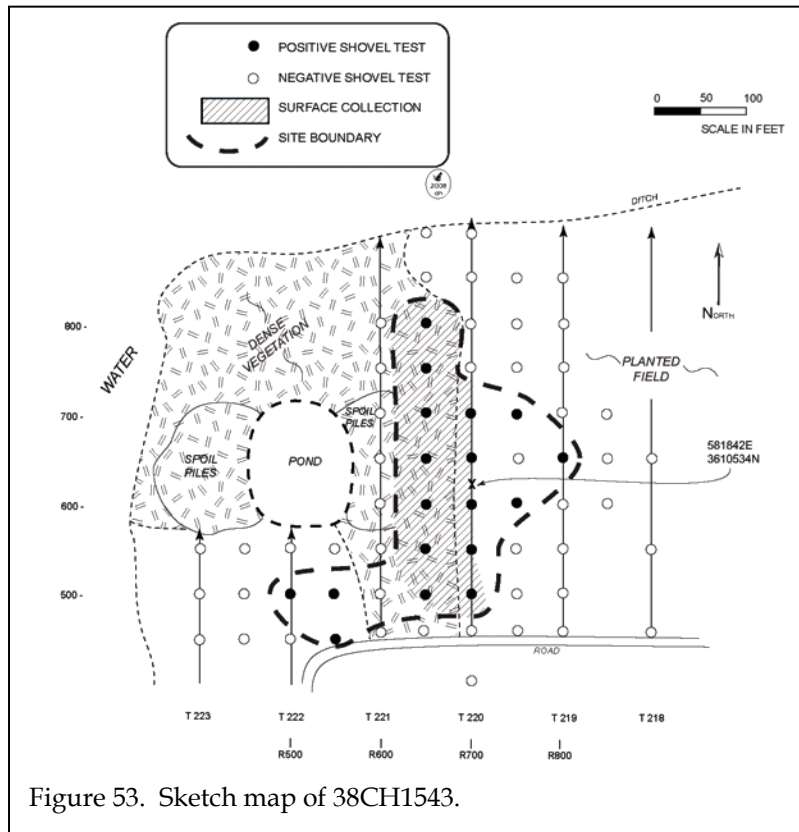 POSITIVE SHOVEL TEST
NEGATIVE SHOVEL TEST
SURFACE COLLECTION
SITE BOUNDARY
0 50 100
SCALE IN FEET
2008
DITCH
NORTH
800 -
DENSE
VEGETATION
WATER
PLANTED
FIELD
700 -
SPOIL
PILES
SPOIL
PILES
POND
581842E
3610534N
X
600 -
500 -
ROAD
T 223 T 222 T 221 T 220 T 219 T 218
R500 R600 R700 R800
Figure 53. Sketch map of 38CH1543.